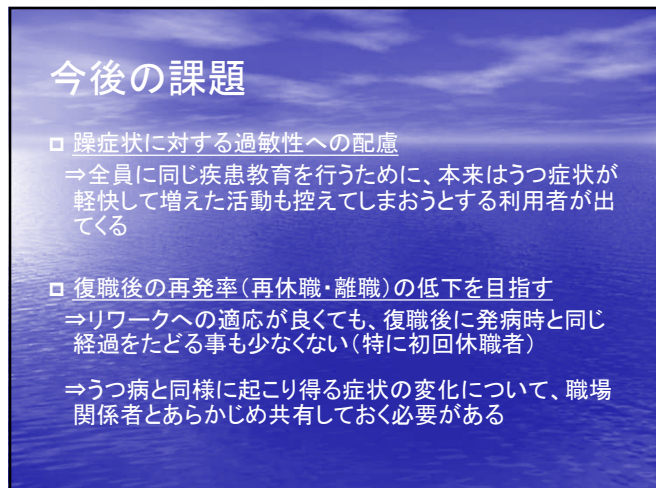 今後の課題
躁症状に対する過敏性への配慮
⇒全員に同じ疾患教育を行うために、本来はうつ症状が
軽快して増えた活動も控えてしまおうとする利用者が出
てくる
復職後の再発率(再休職・離職)の低下を目指す
⇒リワークへの適応が良くても、復職後に発病時と同じ
経過をたどる事も少なくない(特に初回休職者)
⇒うつ病と同様に起こり得る症状の変化について、職場
関係者とあらかじめ共有しておく必要がある